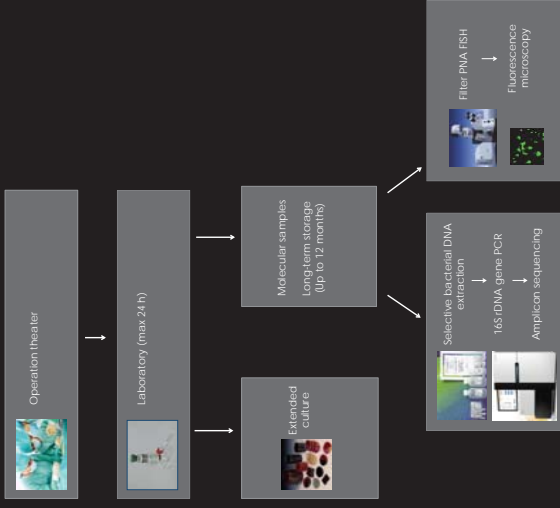 Operation theater
Laboratory (max 24 h)
Extended
culture
Molecular samples
Long-term storage
(Up to 12 months)
Selective bacterial DNA
extraction
16S rDNA gene PCR
Amplicon sequencing
Filter PNA FISH
Fluorescence
microscopy